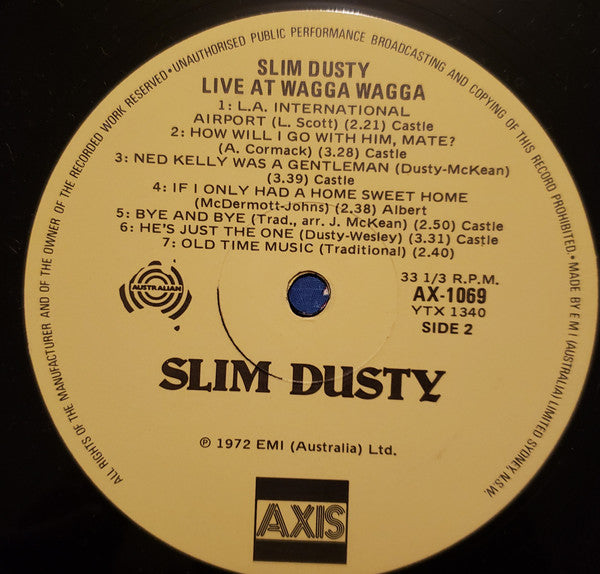 ALL RIGHTS OF THE MANUFACTURER AND OF THE OWNER OF THE RECORDED WORK RESERVED • UNAUTHORISED PUBLIC PERFORMANCE BROADCASTING AND COPYING OF THIS RECORD PROHIBITED. • MADE BY E M I (AUSTRALIA) LIMITED SYDNEY N.S.W.
SLIM DUSTY
LIVE AT WAGGA WAGGA
1: L.A. INTERNATIONAL
AIRPORT (L. Scott) (2.21) Castle
2: HOW WILL I GO WITH HIM, MATE?
(A. Cormack) (3.28) Castle
3: NED KELLY WAS A GENTLEMAN (Dusty-McKean)
(3.39) Castle
4: IF I ONLY HAD A HOME SWEET HOME
(McDermott-Johns) (2.38) Albert
5: BYE AND BYE (Trad., arr. J. McKean) (2.50) Castle
6: HE'S JUST THE ONE (Dusty-Wesley) (3.31) Castle
7: OLD TIME MUSIC (Traditional) (2.40)
AUSTRALIAN
33 1/3 R.P.M.
AX-1069
YTX 1340
SIDE 2
SLIM DUSTY
℗ 1972 EMI (Australia) Ltd.
AXIS